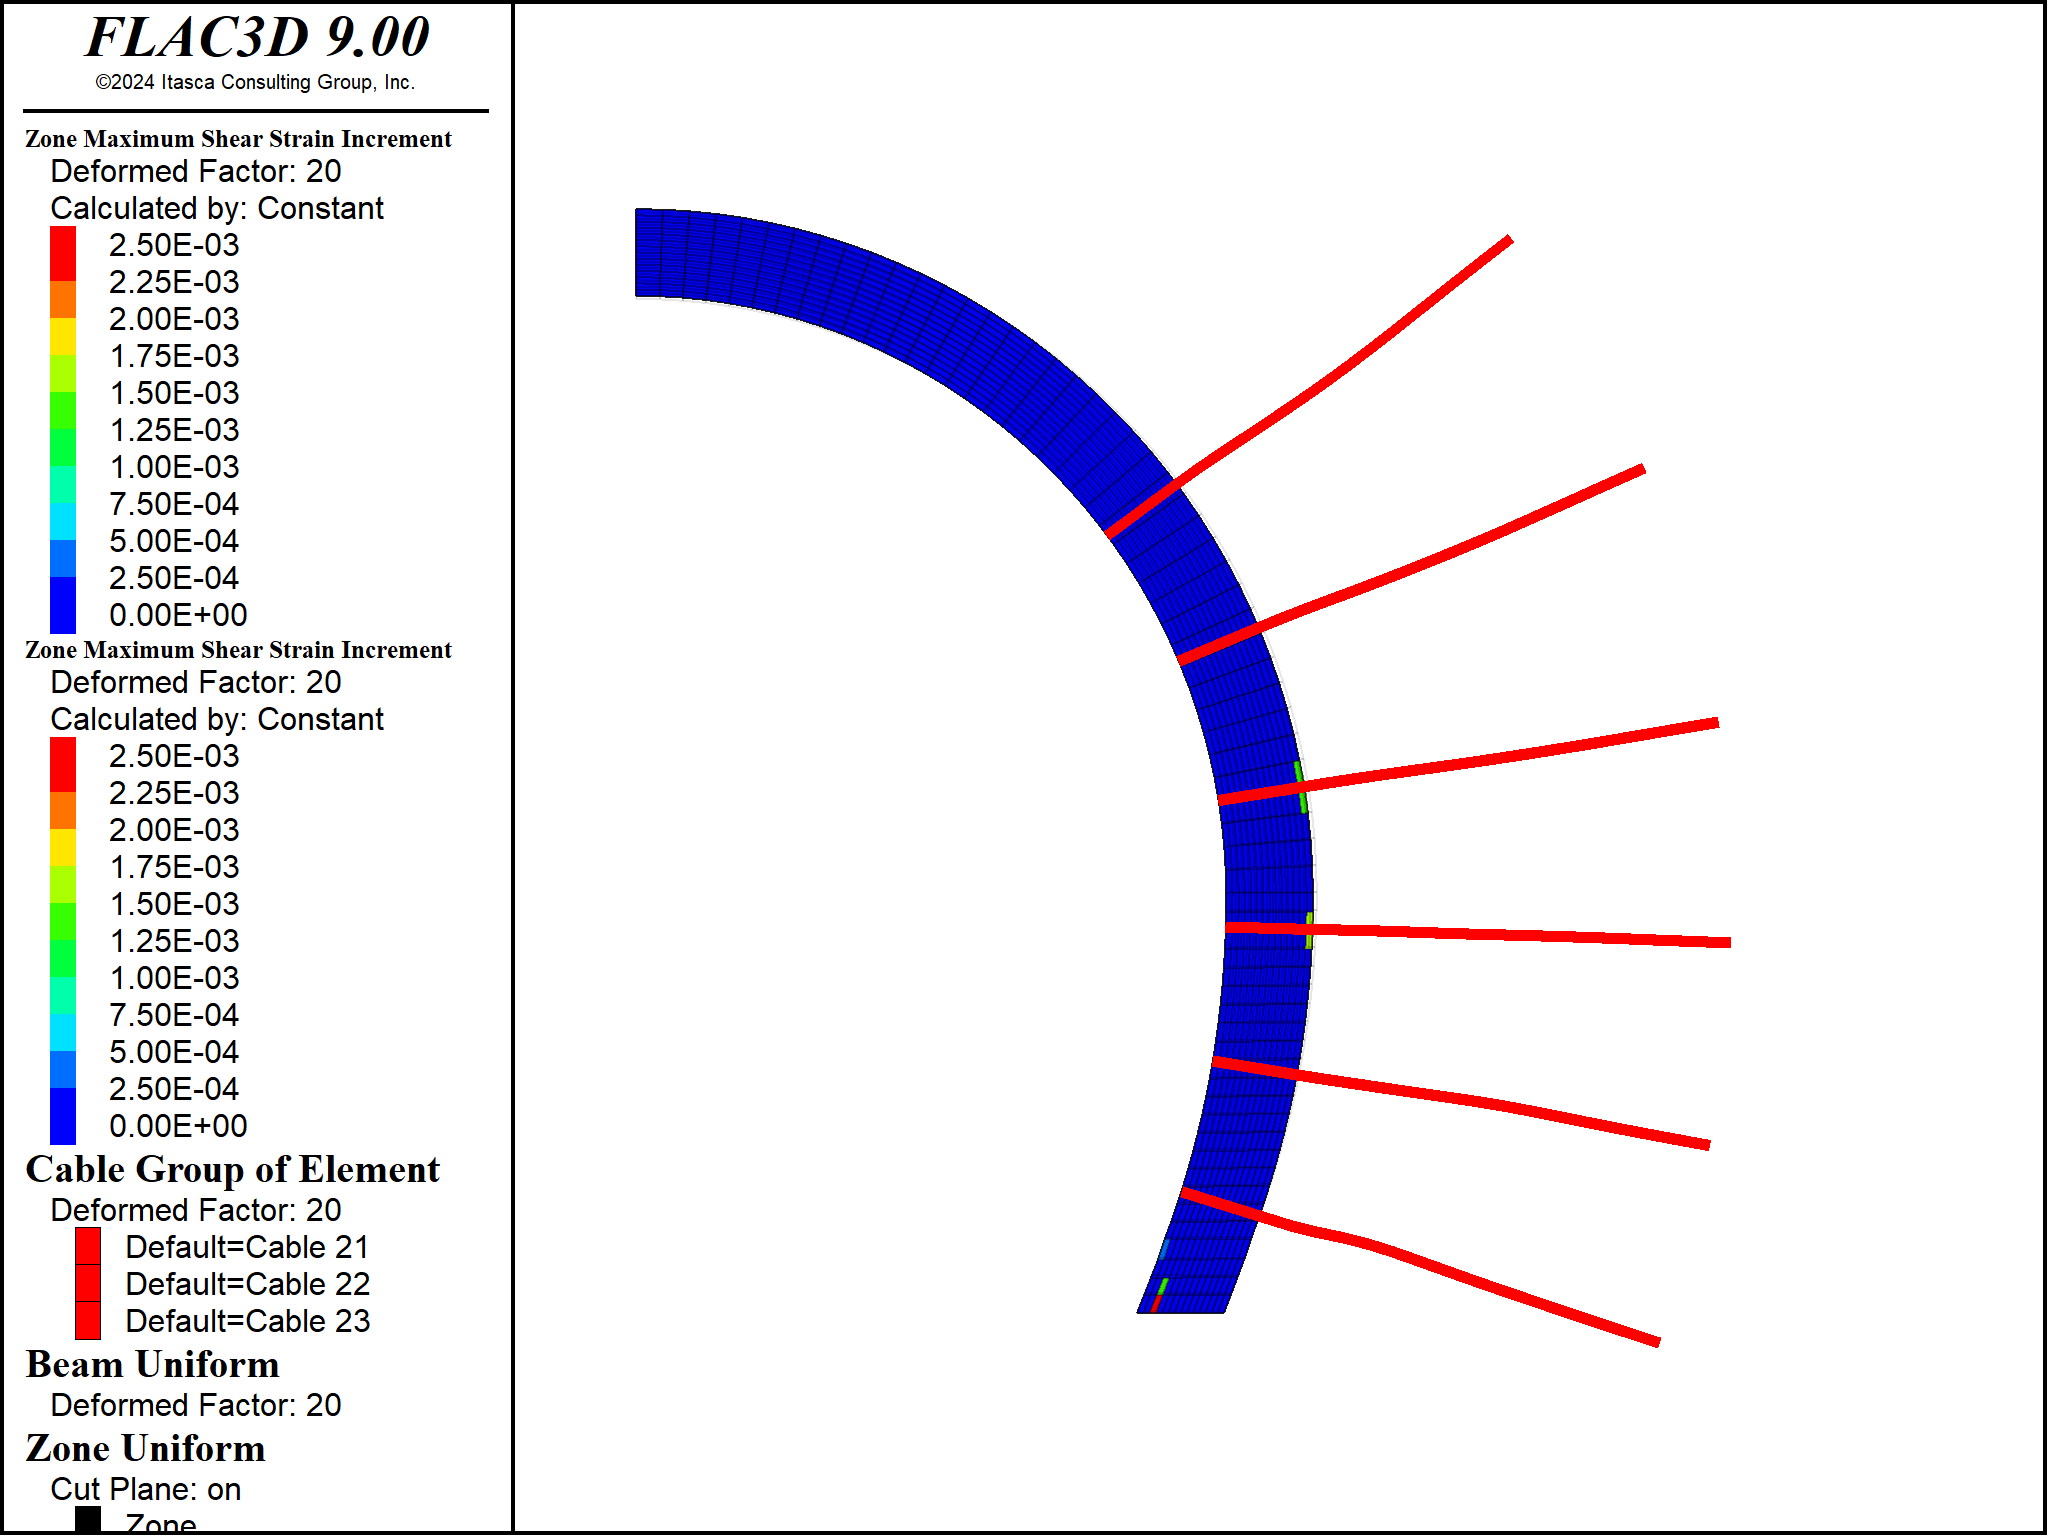 FLAC3D 9.00
©2024 Itasca Consulting Group, Inc.
Zone Maximum Shear Strain Increment
Deformed Factor: 20
Calculated by: Constant
2.50E-03
2.25E-03
2.00E-03
1.75E-03
1.50E-03
1.25E-03
1.00E-03
7.50E-04
5.00E-04
2.50E-04
0.00E+00
Zone Maximum Shear Strain Increment
Deformed Factor: 20
Calculated by: Constant
2.50E-03
2.25E-03
2.00E-03
1.75E-03
1.50E-03
1.25E-03
1.00E-03
7.50E-04
5.00E-04
2.50E-04
0.00E+00
Cable Group of Element
Deformed Factor: 20
Default=Cable 21
Default=Cable 22
Default=Cable 23
Beam Uniform
Deformed Factor: 20
Zone Uniform
Cut Plane: on
Zone